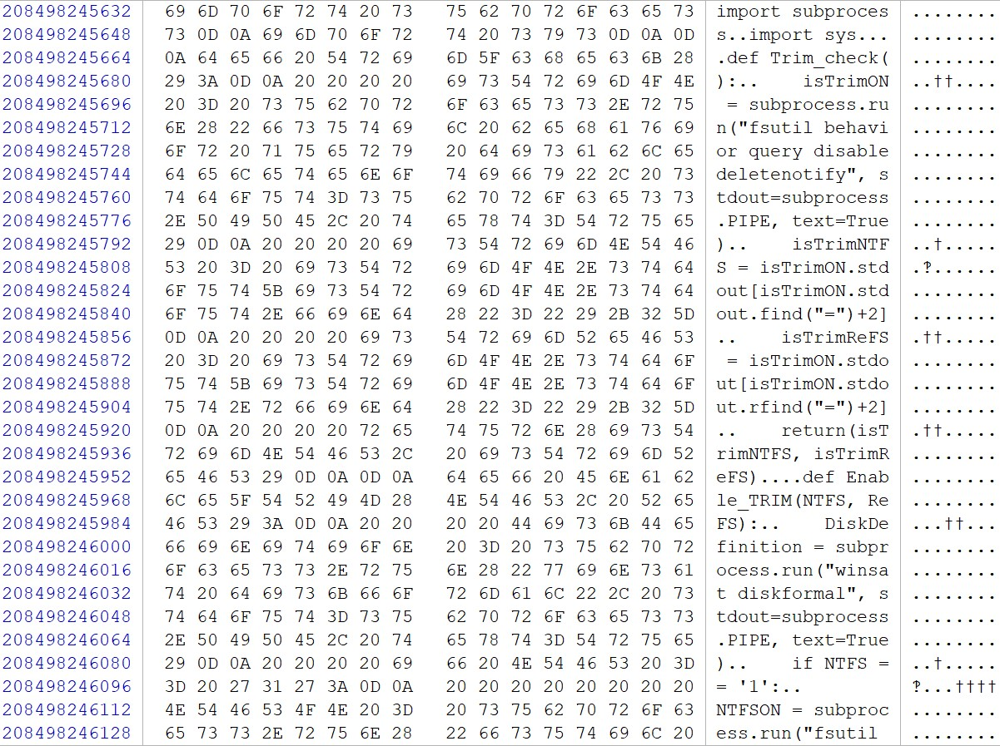 208498245632 69 6D 70 6F 72 74 20 73 75 62 70 72 6F 63 65 73 import subproces ........
208498245648 73 0D 0A 69 6D 70 6F 72 74 20 73 79 73 0D 0A 0D s..import sys... ........
208498245664 0A 64 65 66 20 54 72 69 6D 5F 63 68 65 63 6B 28 .def Trim_check( ........
208498245680 29 3A 0D 0A 20 20 20 20 69 73 54 72 69 6D 4F 4E ):..    isTrimON ..††....
208498245696 20 3D 20 73 75 62 70 72 6F 63 65 73 73 2E 72 75  = subprocess.ru ........
208498245712 6E 28 22 66 73 75 74 69 6C 20 62 65 68 61 76 69 n("fsutil behavi ........
208498245728 6F 72 20 71 75 65 72 79 20 64 69 73 61 62 6C 65 or query disable ........
208498245744 64 65 6C 65 74 65 6E 6F 74 69 66 79 22 2C 20 73 deletenotify", s ........
208498245760 74 64 6F 75 74 3D 73 75 62 70 72 6F 63 65 73 73 tdout=subprocess ........
208498245776 2E 50 49 50 45 2C 20 74 65 78 74 3D 54 72 75 65 .PIPE, text=True ........
208498245792 29 0D 0A 20 20 20 20 69 73 54 72 69 6D 4E 54 46 )..    isTrimNTF ..†.....
208498245808 53 20 3D 20 69 73 54 72 69 6D 4F 4E 2E 73 74 64 S = isTrimON.std .‽......
208498245824 6F 75 74 5B 69 73 54 72 69 6D 4F 4E 2E 73 74 64 out[isTrimON.std ........
208498245840 6F 75 74 2E 66 69 6E 64 28 22 3D 22 29 2B 32 5D out.find("=")+2] ........
208498245856 0D 0A 20 20 20 20 69 73 54 72 69 6D 52 65 46 53 ..    isTrimReFS .††.....
208498245872 20 3D 20 69 73 54 72 69 6D 4F 4E 2E 73 74 64 6F  = isTrimON.stdo ........
208498245888 75 74 5B 69 73 54 72 69 6D 4F 4E 2E 73 74 64 6F ut[isTrimON.stdo ........
208498245904 75 74 2E 72 66 69 6E 64 28 22 3D 22 29 2B 32 5D ut.rfind("=")+2] ........
208498245920 0D 0A 20 20 20 20 72 65 74 75 72 6E 28 69 73 54 ..    return(isT .††.....
208498245936 72 69 6D 4E 54 46 53 2C 20 69 73 54 72 69 6D 52 rimNTFS, isTrimR ........
208498245952 65 46 53 29 0D 0A 0D 0A 64 65 66 20 45 6E 61 62 eFS)....def Enab ........
208498245968 6C 65 5F 54 52 49 4D 28 4E 54 46 53 2C 20 52 65 le_TRIM(NTFS, Re ........
208498245984 46 53 29 3A 0D 0A 20 20 20 20 44 69 73 6B 44 65 FS):..    DiskDe ...††...
208498246000 66 69 6E 69 74 69 6F 6E 20 3D 20 73 75 62 70 72 finition = subpr ........
208498246016 6F 63 65 73 73 2E 72 75 6E 28 22 77 69 6E 73 61 ocess.run("winsa ........
208498246032 74 20 64 69 73 6B 66 6F 72 6D 61 6C 22 2C 20 73 t diskformal", s ........
208498246048 74 64 6F 75 74 3D 73 75 62 70 72 6F 63 65 73 73 tdout=subprocess ........
208498246064 2E 50 49 50 45 2C 20 74 65 78 74 3D 54 72 75 65 .PIPE, text=True ........
208498246080 29 0D 0A 20 20 20 20 69 66 20 4E 54 46 53 20 3D )..    if NTFS = ..†.....
208498246096 3D 20 27 31 27 3A 0D 0A 20 20 20 20 20 20 20 20 = '1':.. ‽...††††
208498246112 4E 54 46 53 4F 4E 20 3D 20 73 75 62 70 72 6F 63 NTFSON = subproc ........
208498246128 65 73 73 2E 72 75 6E 28 22 66 73 75 74 69 6C 20 ess.run("fsutil ........